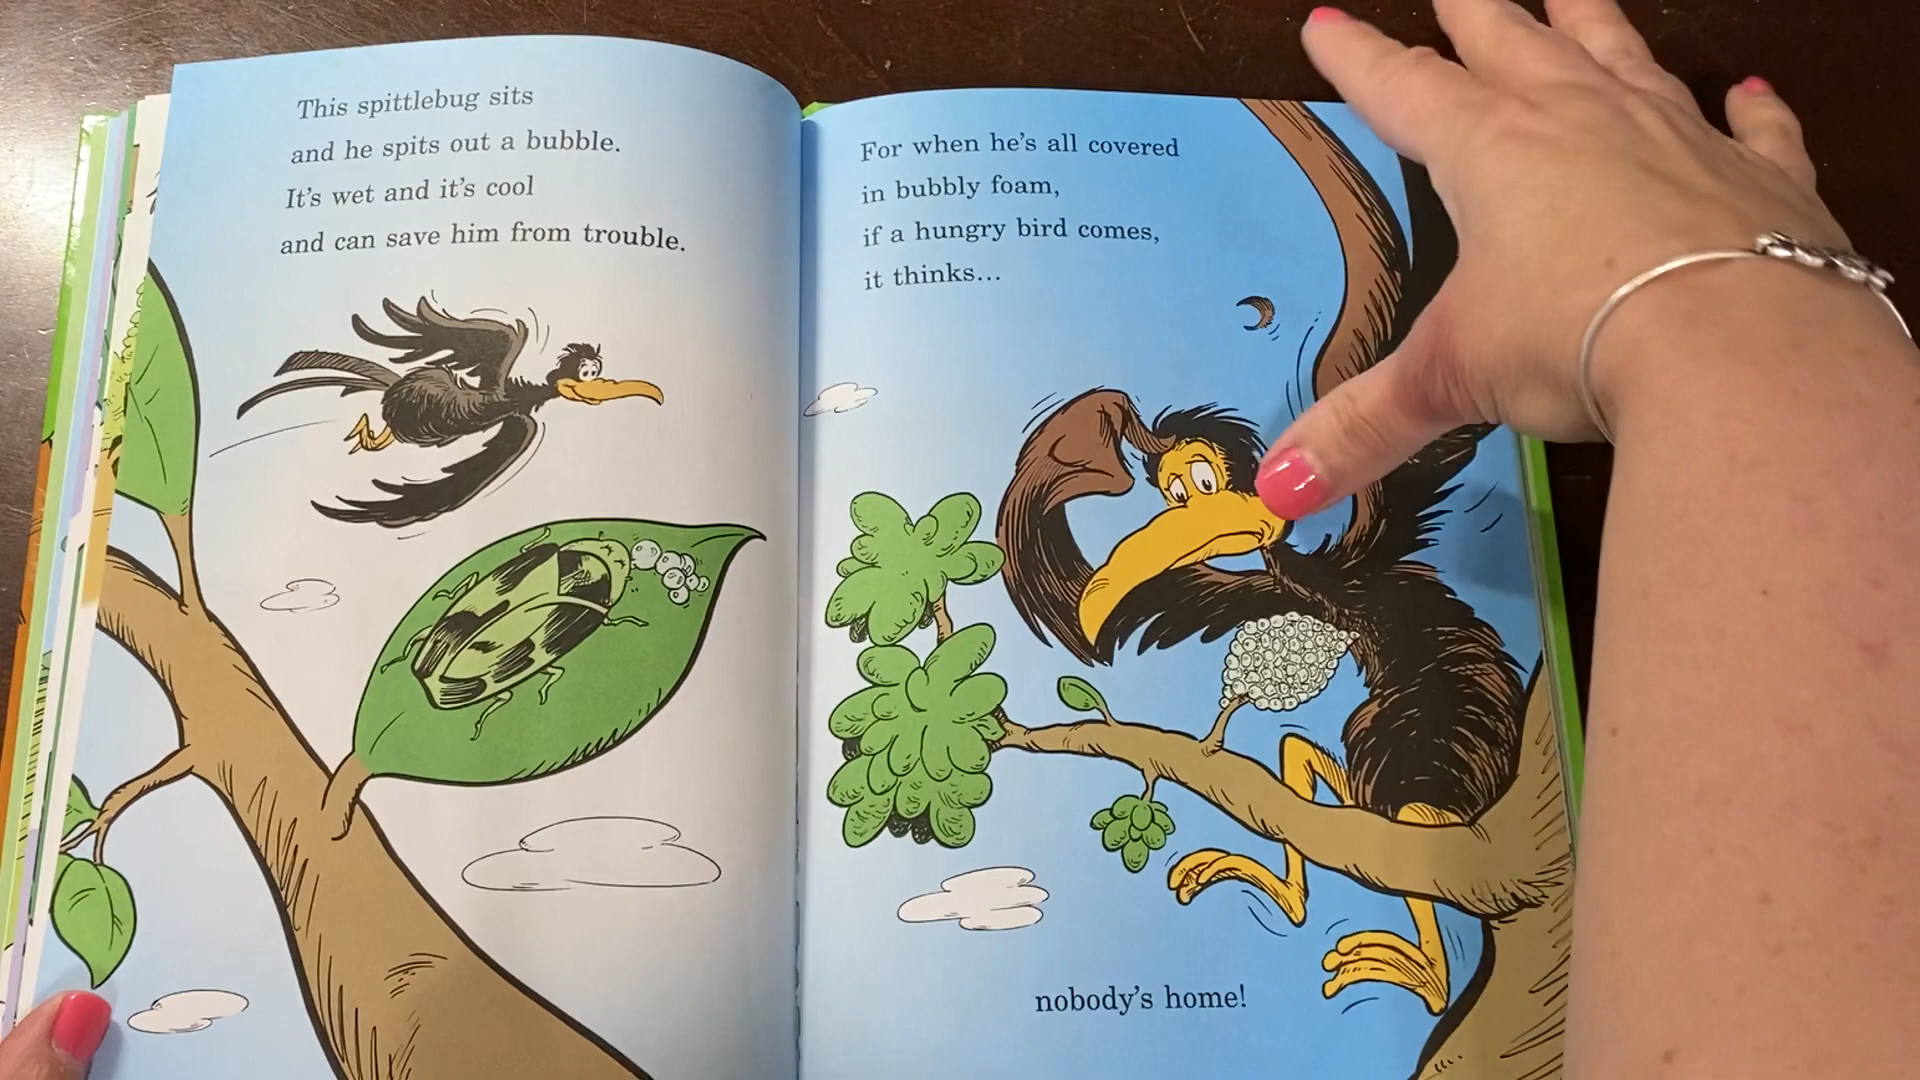 This spittlebug sits
and he spits out a bubble.
It's wet and it's cool
and can save him from trouble.
For when he's all covered
in bubbly foam,
if a hungry bird comes,
it thinks...
nobody's home!